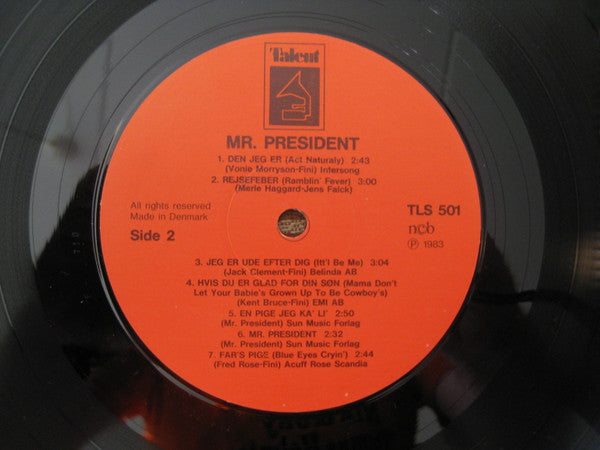 Talent
MR. PRESIDENT
1. DEN JEG ER (Act Naturaly) 2:43
(Vonie Morryson-Fini) Intersong
2. REJSEFEBER (Ramblin' Fever) 3:00
(Merle Haggard-Jens Falck)
All rights reserved
Made in Denmark
Side 2
TLS 501
ncb
Ⓟ 1983
3. JEG ER UDE EFTER DIG (Itt'l Be Me) 3:04
(Jack Clement-Fini) Belinda AB
4. HVIS DU ER GLAD FOR DIN SØN (Mama Don't
Let Your Babie's Grown Up To Be Cowboy's)
(Kent Bruce-Fini) EMI AB
5. EN PIGE JEG KA' LI' 2:50
(Mr. President) Sun Music Forlag
6. MR. PRESIDENT 2:32
(Mr. President) Sun Music Forlag
7. FAR'S PIGE (Blue Eyes Cryin') 2:44
(Fred Rose-Fini) Acuff Rose Scandia